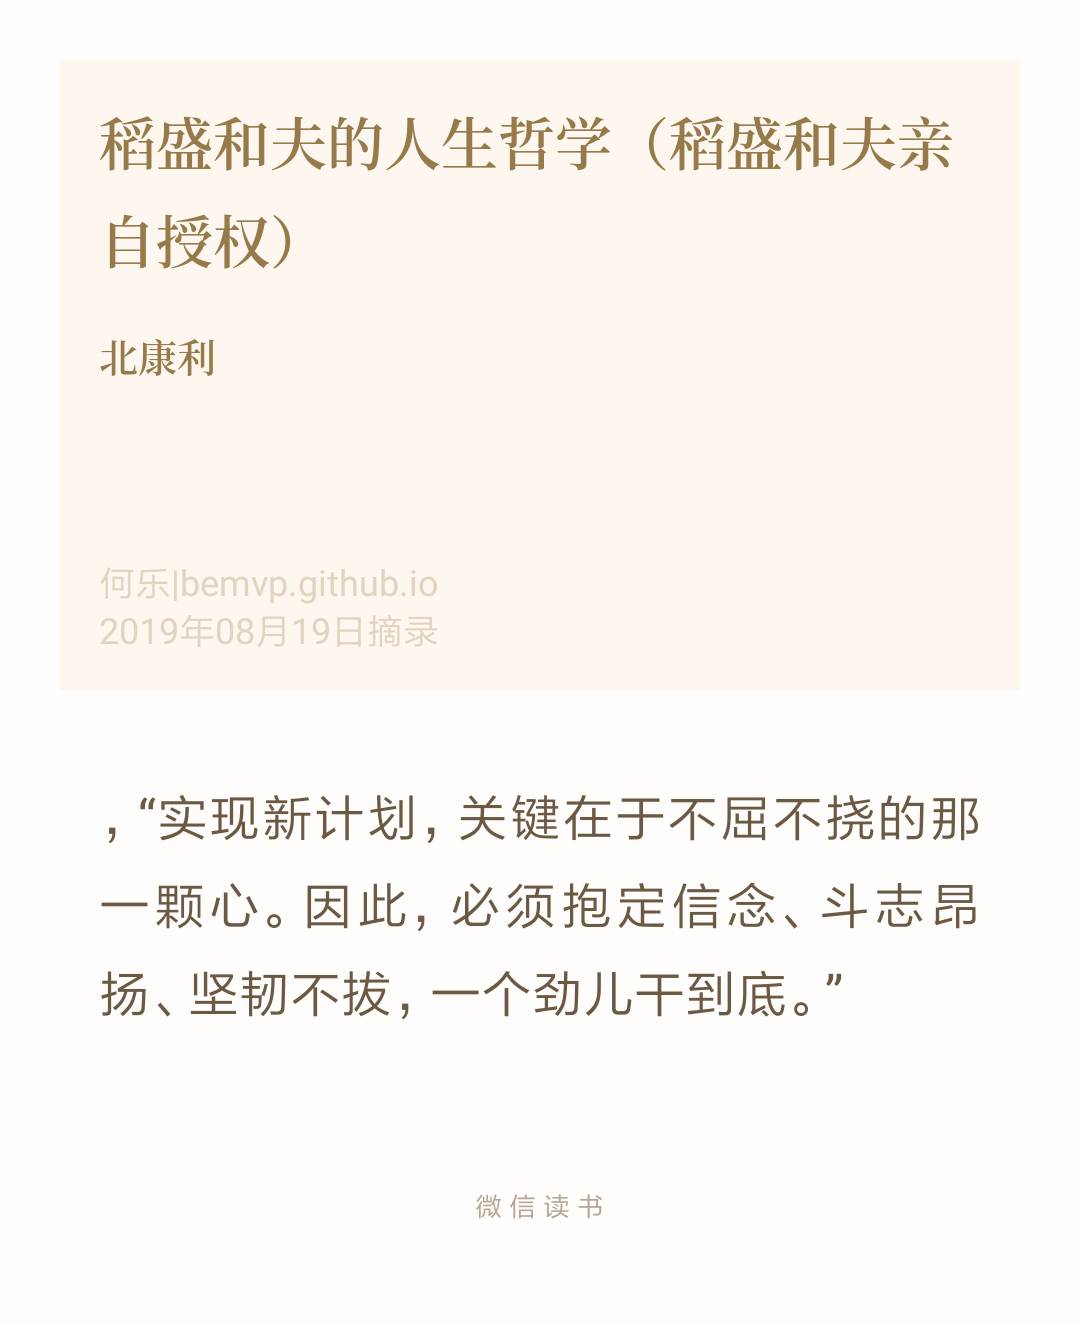 稻盛和夫的人生哲学（稻盛和夫亲
自授权）
北康利
何乐|bemvp.github.io
2019年08月19日摘录
，“实现新计划，关键在于不屈不挠的那
一颗心。因此，必须抱定信念、斗志昂
扬、坚韧不拔，一个劲儿干到底。”
微信读书